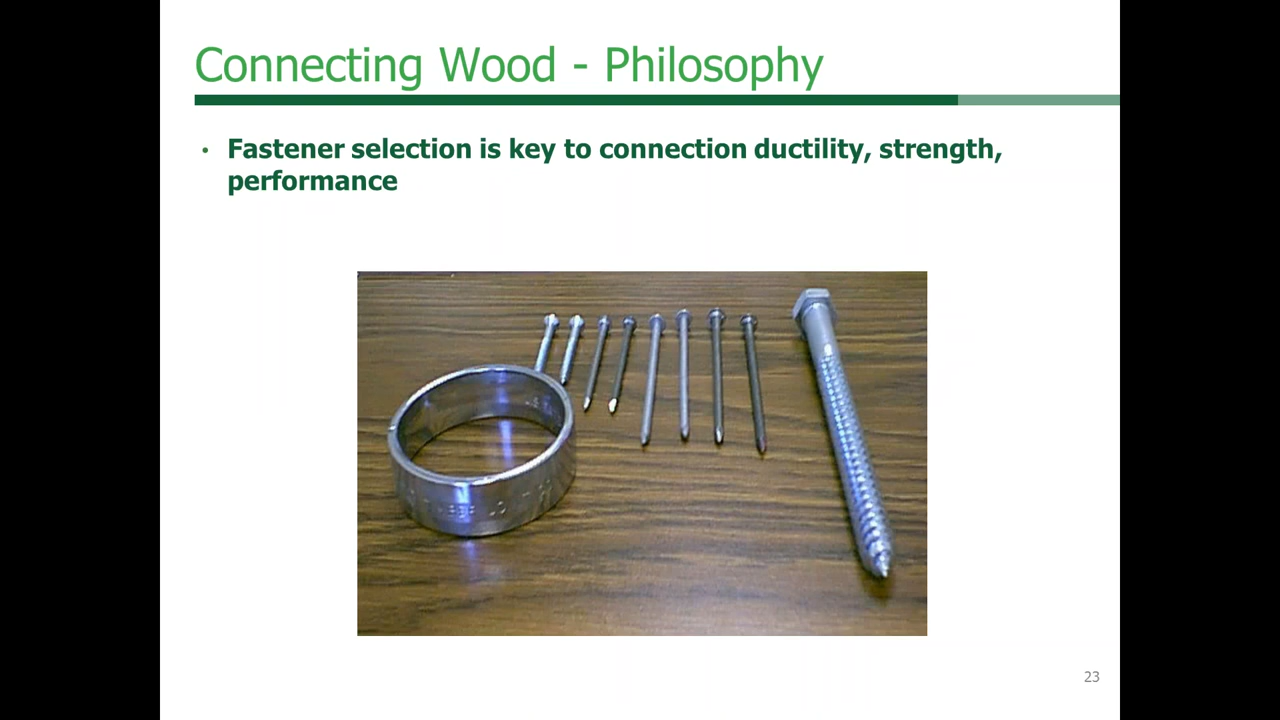 Connecting Wood - Philosophy
• Fastener selection is key to connection ductility, strength,
performance
23